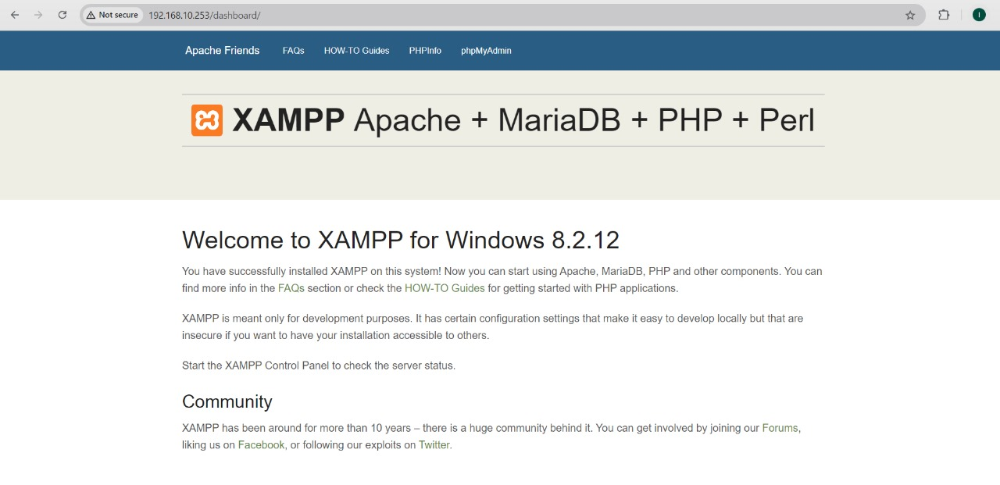 Not secure 192.168.10.253/dashboard/
I
Apache Friends FAQs HOW-TO Guides PHPInfo phpMyAdmin
XAMPP Apache + MariaDB + PHP + Perl
Welcome to XAMPP for Windows 8.2.12
You have successfully installed XAMPP on this system! Now you can start using Apache, MariaDB, PHP and other components. You can
find more info in the FAQs section or check the HOW-TO Guides for getting started with PHP applications.
XAMPP is meant only for development purposes. It has certain configuration settings that make it easy to develop locally but that are
insecure if you want to have your installation accessible to others.
Start the XAMPP Control Panel to check the server status.
Community
XAMPP has been around for more than 10 years – there is a huge community behind it. You can get involved by joining our Forums,
liking us on Facebook, or following our exploits on Twitter.